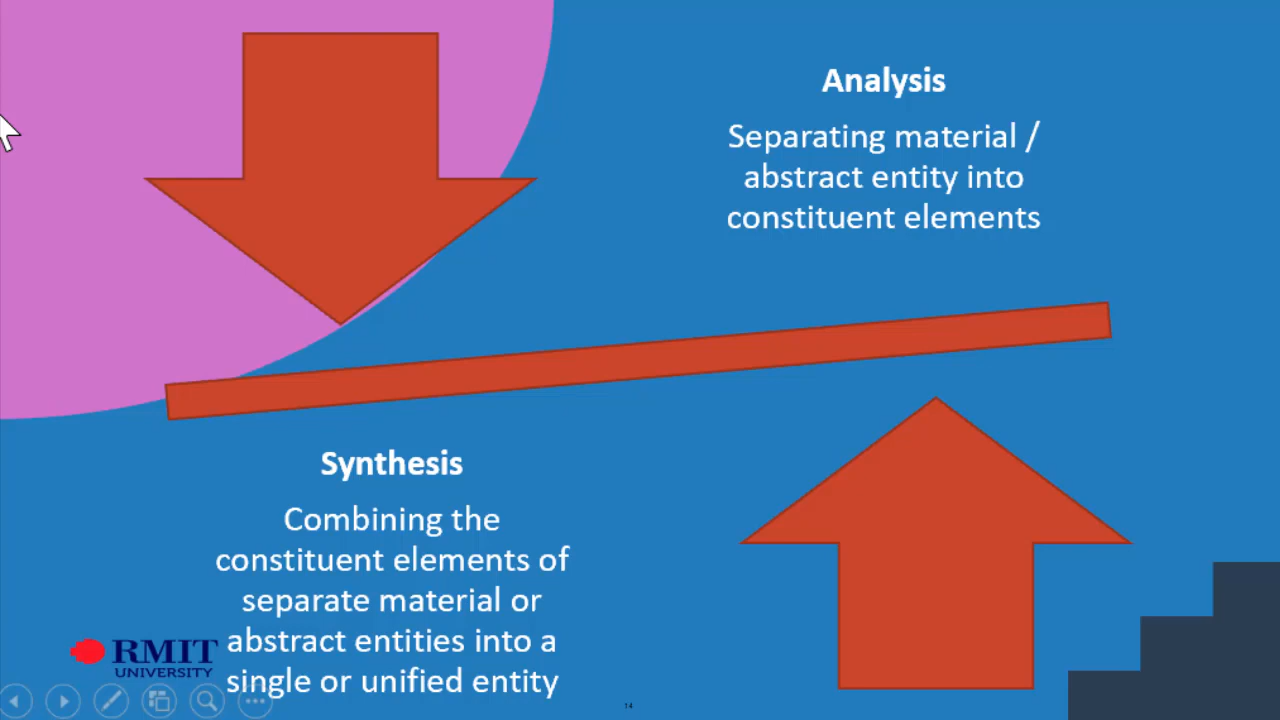 Analysis
Separating material /
abstract entity into
constituent elements
Synthesis
Combining the
constituent elements of
separate material or
abstract entities into a
single or unified entity
RMIT
UNIVERSITY
14